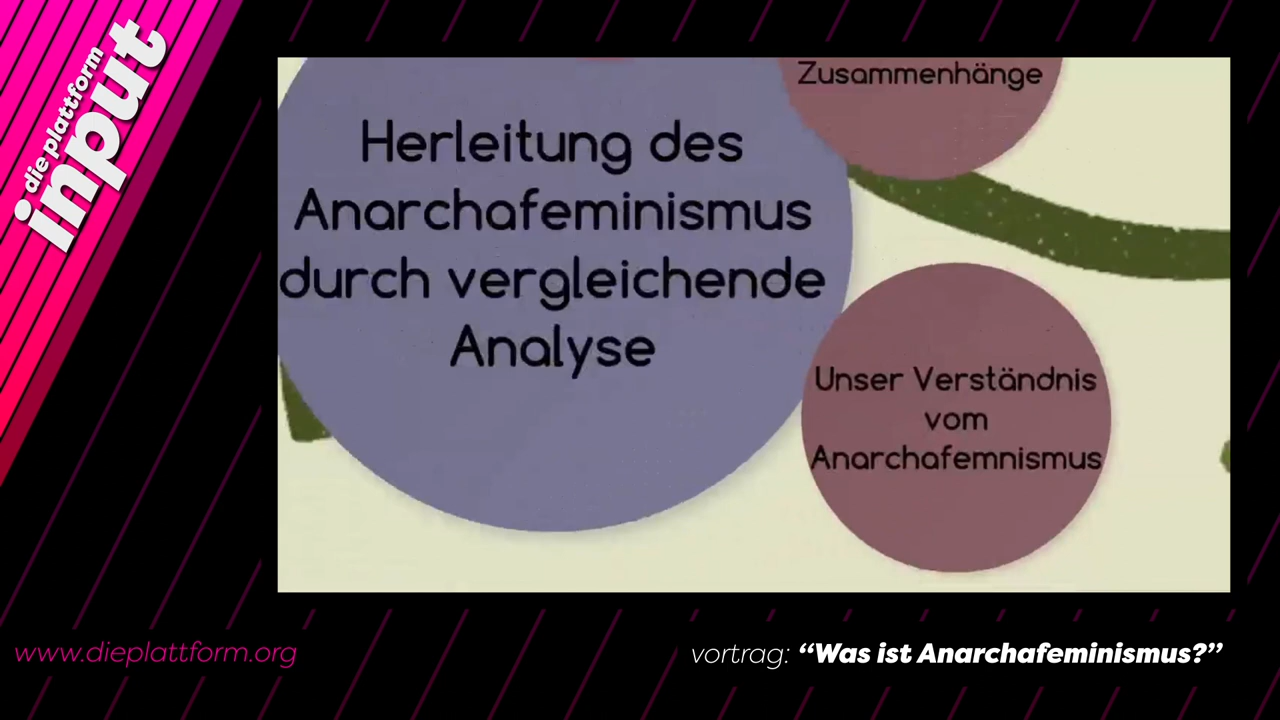 die plattform
input
Zusammenhänge
Herleitung des
Anarchafeminismus
durch vergleichende
Analyse
Unser Verständnis
vom
Anarchafemnismus
www.dieplattform.org
vortrag: “Was ist Anarchafeminismus?”